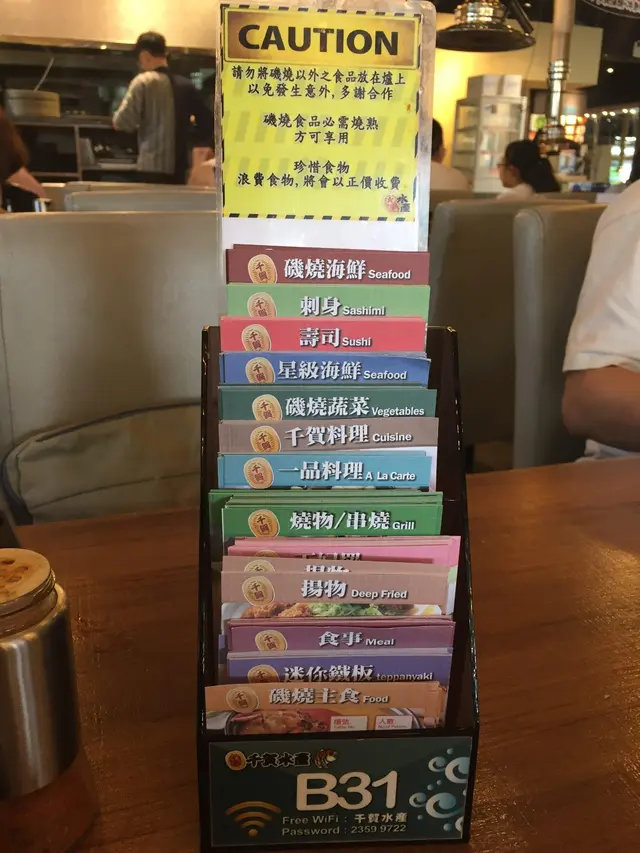 CAUTION
請勿將磯燒以外之食品放在爐上
以免發生意外,多謝合作
磯燒食品必需燒熟
方可享用
珍惜食物
浪費食物,將會以正價收費
磯燒海鮮 Seafood
刺身 Sashimi
壽司 Sushi
星級海鮮 Seafood
磯燒蔬菜 Vegetables
千賀料理 Cuisine
一品料理 A La Carte
燒物/串燒 Grill
揚物 Deep Fried
食事 Meal
迷你鐵板 teppanyaki
磯燒主食 Food
檯號 人數
千賀水產
B31
Free WiFi : 千賀水産
Password : 2359 9722